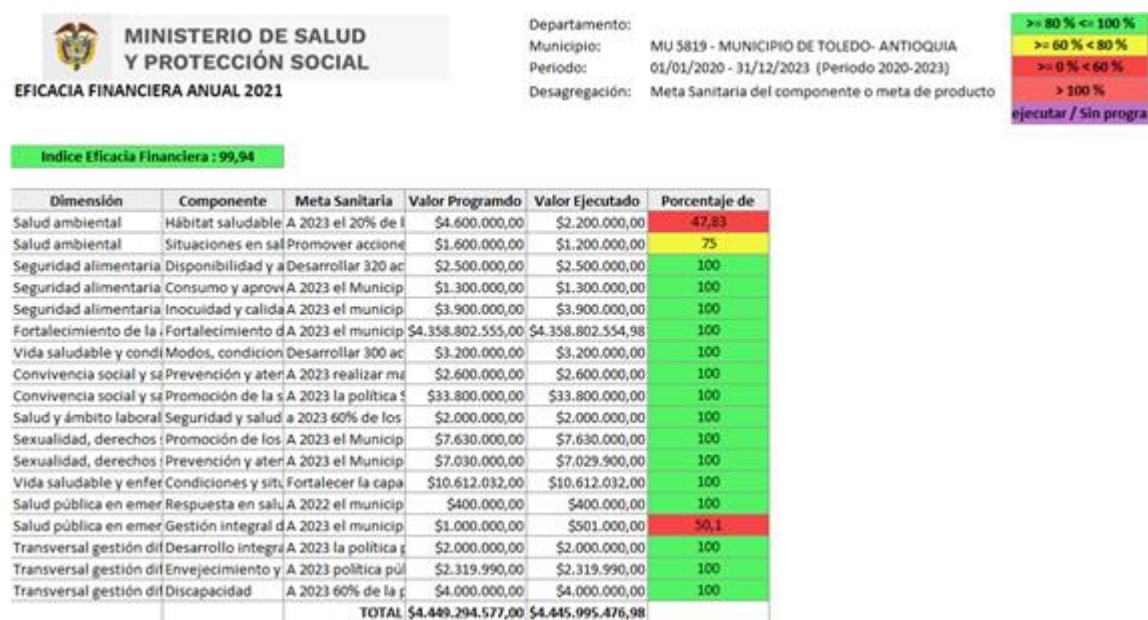 MINISTERIO DE SALUD
Y PROTECCIÓN SOCIAL
EFICACIA FINANCIERA ANUAL 2021
Departamento:
Municipio: MU 5819 - MUNICIPIO DE TOLEDO- ANTIOQUIA
Periodo: 01/01/2020 - 31/12/2023 (Periodo 2020-2023)
Desagregación: Meta Sanitaria del componente o meta de producto
>= 80 % <= 100 %
>= 60 % < 80 %
>= 0 % < 60 %
> 100 %
ejecutar / Sin progra
Indice Eficacia Financiera : 99,94
Dimensión Componente Meta Sanitaria Valor Programdo Valor Ejecutado Porcentaje de
Salud ambiental Hábitat saludable A 2023 el 20% de l $4.600.000,00 $2.200.000,00 47,83
Salud ambiental Situaciones en sal Promover accione $1.600.000,00 $1.200.000,00 75
Seguridad alimentaria Disponibilidad y a Desarrollar 320 ac $2.500.000,00 $2.500.000,00 100
Seguridad alimentaria Consumo y aprov A 2023 el Municip $1.300.000,00 $1.300.000,00 100
Seguridad alimentaria Inocuidad y calida A 2023 el municip $3.900.000,00 $3.900.000,00 100
Fortalecimiento de la Fortalecimiento d A 2023 el municip $4.358.802.555,00 $4.358.802.554,98 100
Vida saludable y condi Modos, condicion Desarrollar 300 ac $3.200.000,00 $3.200.000,00 100
Convivencia social y sa Prevención y aten A 2023 realizar ma $2.600.000,00 $2.600.000,00 100
Convivencia social y sa Promoción de la s A 2023 la política $33.800.000,00 $33.800.000,00 100
Salud y ámbito laboral Seguridad y salud a 2023 60% de los $2.000.000,00 $2.000.000,00 100
Sexualidad, derechos Promoción de los A 2023 el Municip $7.630.000,00 $7.630.000,00 100
Sexualidad, derechos Prevención y aten A 2023 el Municip $7.030.000,00 $7.029.900,00 100
Vida saludable y enfer Condiciones y situ Fortalecer la capa $10.612.032,00 $10.612.032,00 100
Salud pública en emer Respuesta en salu A 2022 el municip $400.000,00 $400.000,00 100
Salud pública en emer Gestión integral d A 2023 el municip $1.000.000,00 $501.000,00 50,1
Transversal gestión dif Desarrollo integra A 2023 la política p $2.000.000,00 $2.000.000,00 100
Transversal gestión dif Envejecimiento y A 2023 política púl $2.319.990,00 $2.319.990,00 100
Transversal gestión dif Discapacidad A 2023 60% de la p $4.000.000,00 $4.000.000,00 100
TOTAL $4.449.294.577,00 $4.445.995.476,98